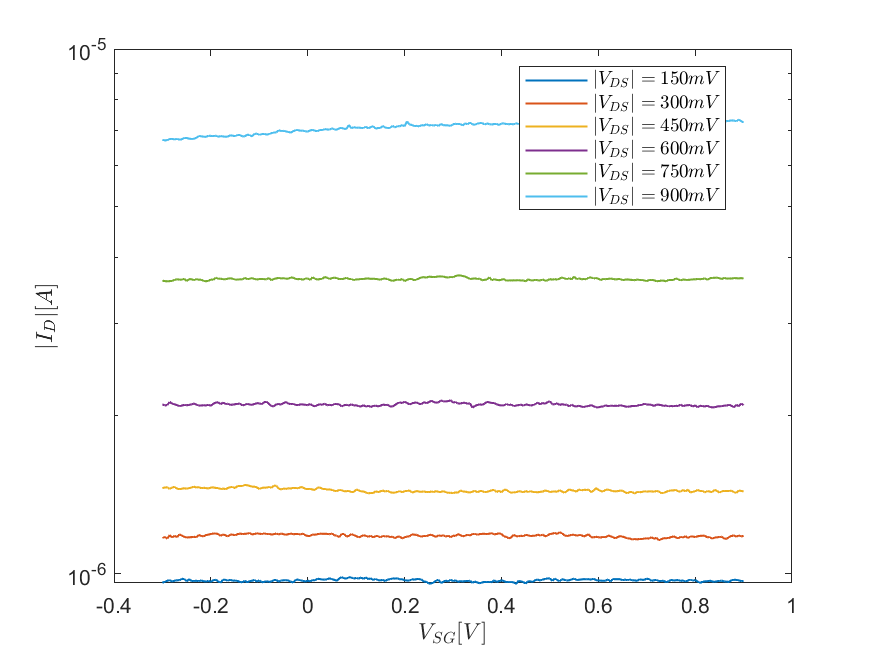 10^-5
|V_DS| = 150mV
|V_DS| = 300mV
|V_DS| = 450mV
|V_DS| = 600mV
|V_DS| = 750mV
|V_DS| = 900mV
|I_D|[A]
10^-6
-0.4 -0.2 0 0.2 0.4 0.6 0.8 1
V_SG[V]